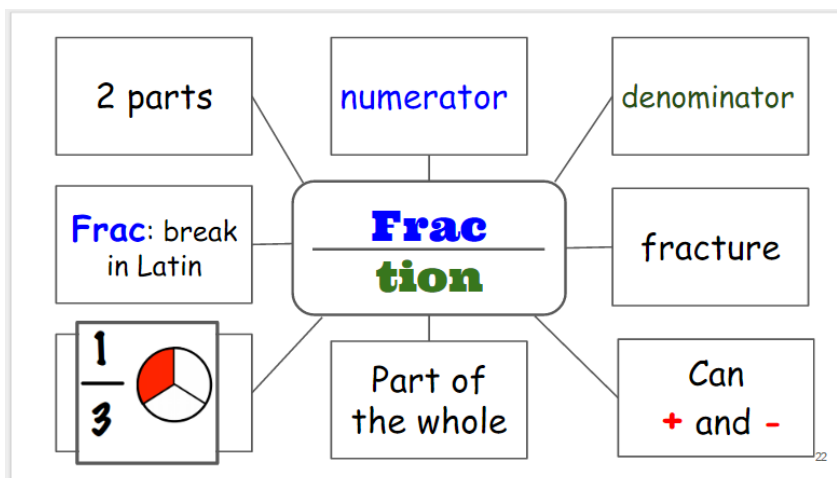 2 parts
numerator
denominator
Frac: break
in Latin
Frac
tion
fracture
1
3
Part of
the whole
Can
+ and -
22